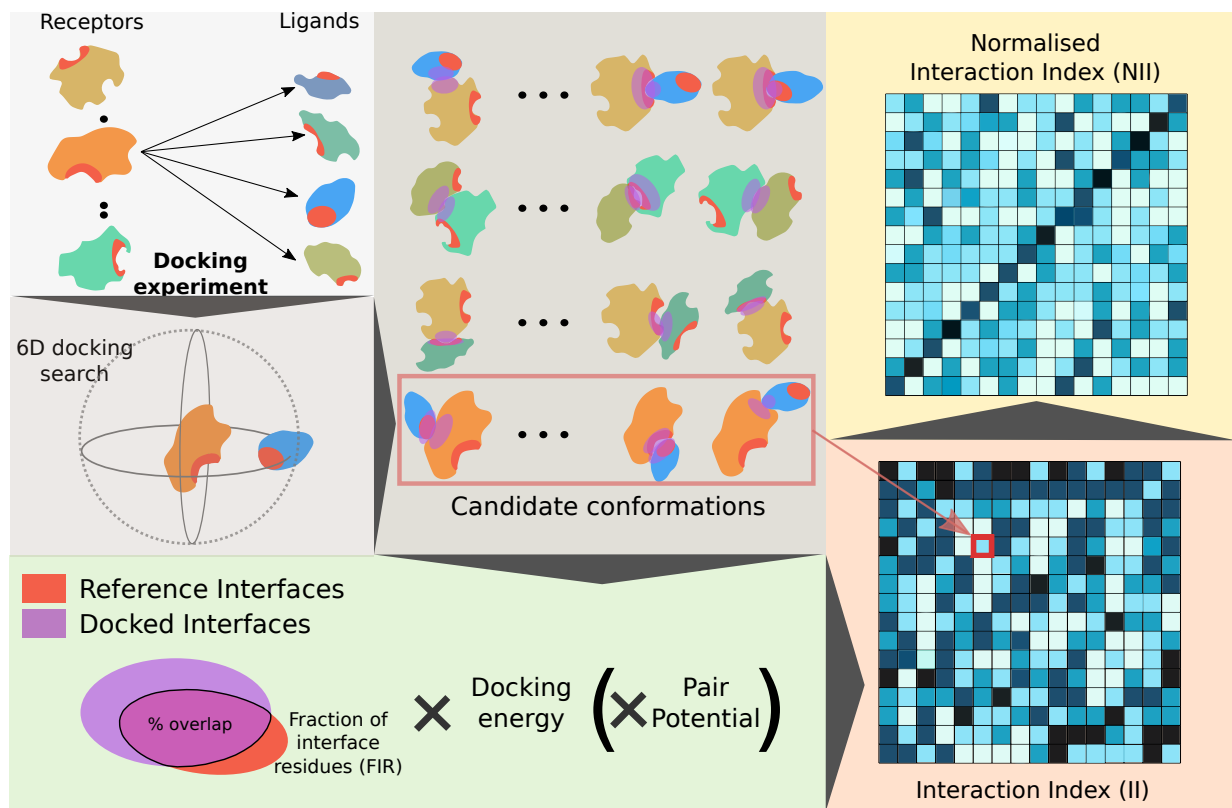 Receptors
Ligands
Docking
experiment
6D docking
search
Candidate conformations
Normalised
Interaction Index (NII)
Reference Interfaces
Docked Interfaces
% overlap
Fraction of
interface
residues (FIR)
× Docking
energy
( × Pair
Potential )
Interaction Index (II)